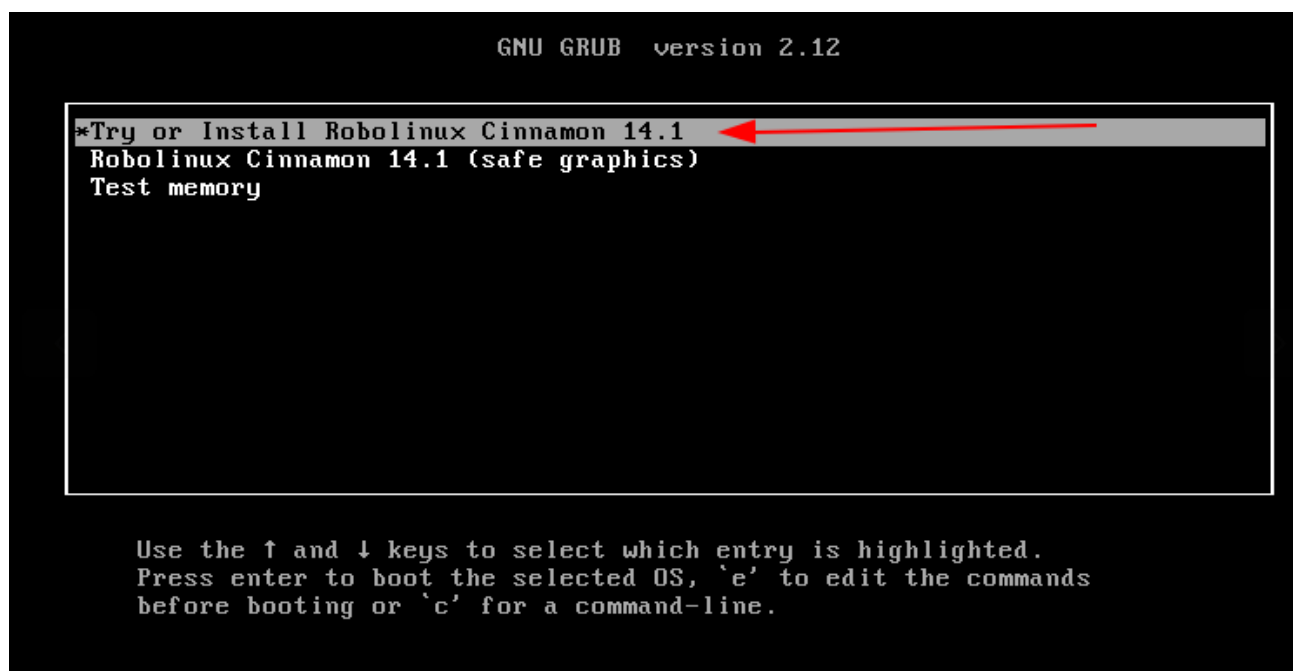 GNU GRUB version 2.12
*Try or Install Robolinux Cinnamon 14.1
Robolinux Cinnamon 14.1 (safe graphics)
Test memory
Use the ↑ and ↓ keys to select which entry is highlighted.
Press enter to boot the selected OS, `e' to edit the commands
before booting or `c' for a command-line.